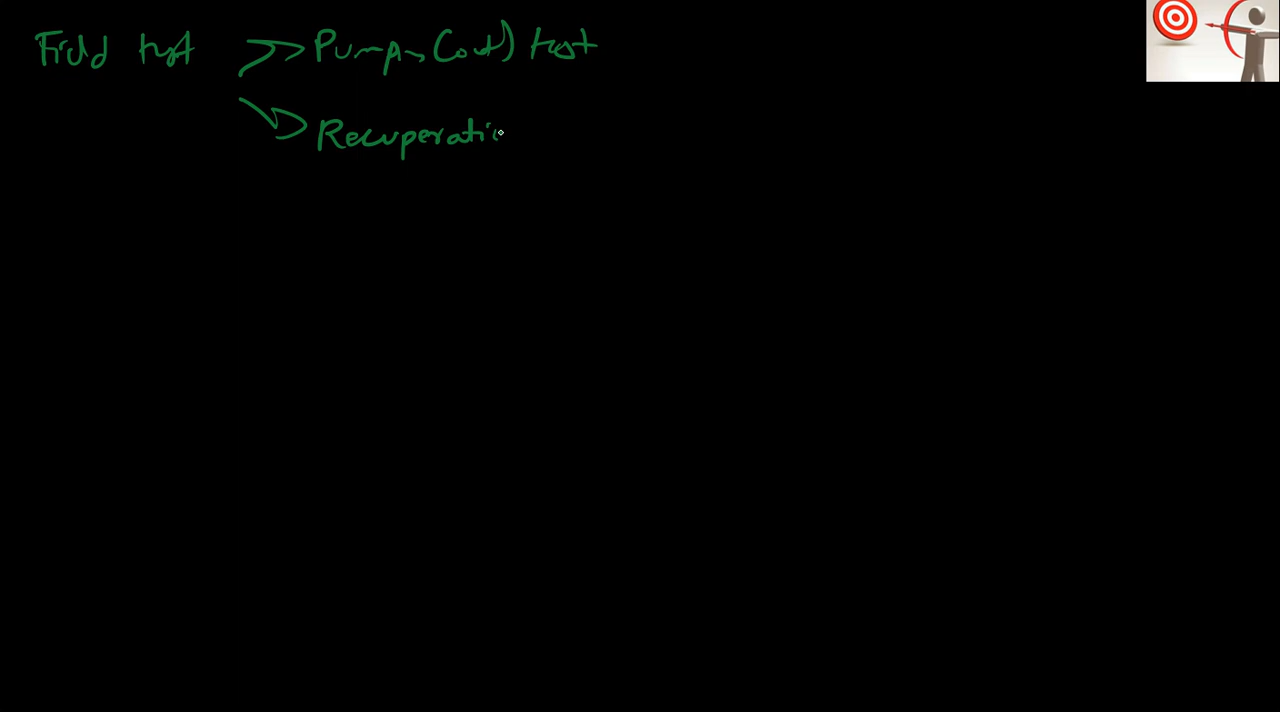 Field test → Pump(out) test
→ Recuperati